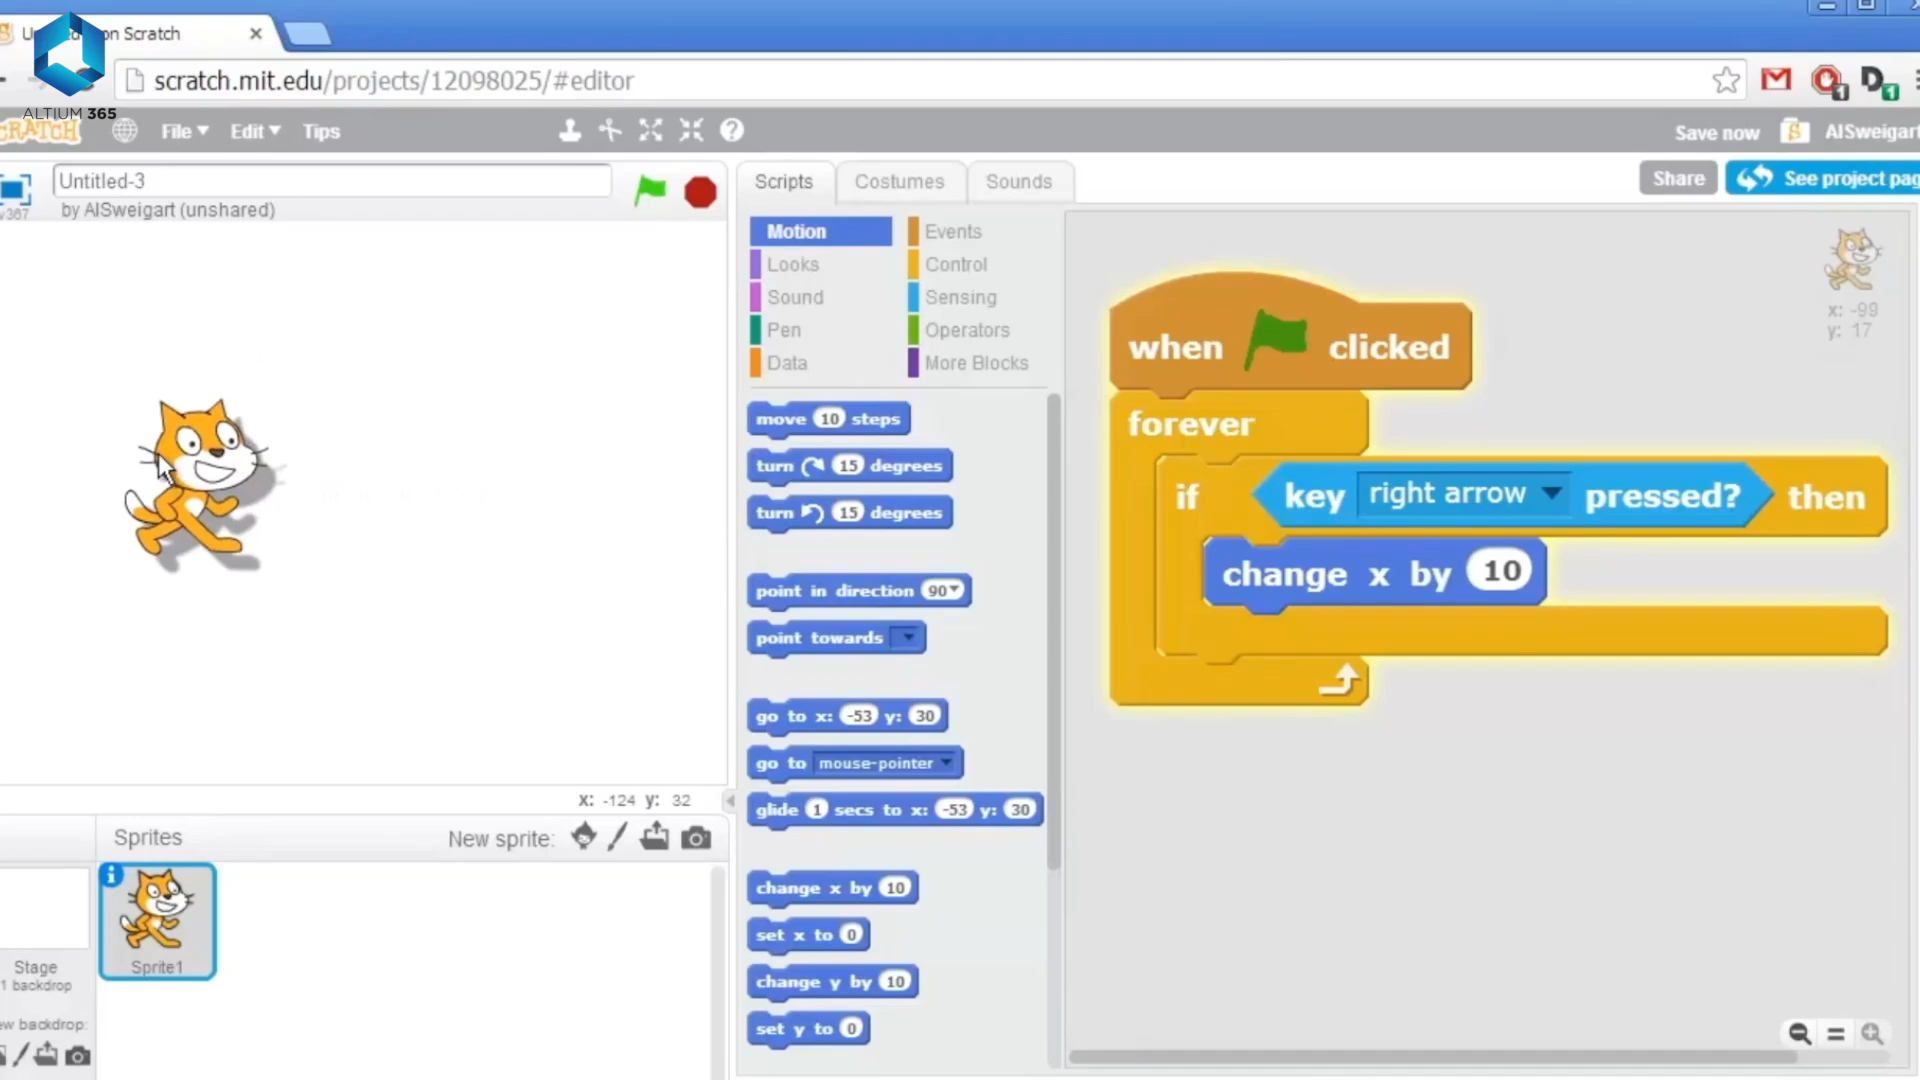 on Scratch
scratch.mit.edu/projects/12098025/#editor
ALTIUM 365
SCRATCH
File Edit Tips
Save now
AlSweigart
Untitled-3
by AlSweigart (unshared)
v367
Scripts
Costumes
Sounds
Share
See project pag
Motion
Looks
Sound
Pen
Data
Events
Control
Sensing
Operators
More Blocks
move 10 steps
turn 15 degrees
turn 15 degrees
point in direction 90
point towards
go to x: -53 y: 30
go to mouse-pointer
glide 1 secs to x: -53 y: 30
change x by 10
set x to 0
change y by 10
set y to 0
when clicked
forever
if key right arrow pressed? then
change x by 10
x: -99
y: 17
x: -124 y: 32
Sprites
New sprite:
Sprite1
Stage
1 backdrop
ew backdrop: